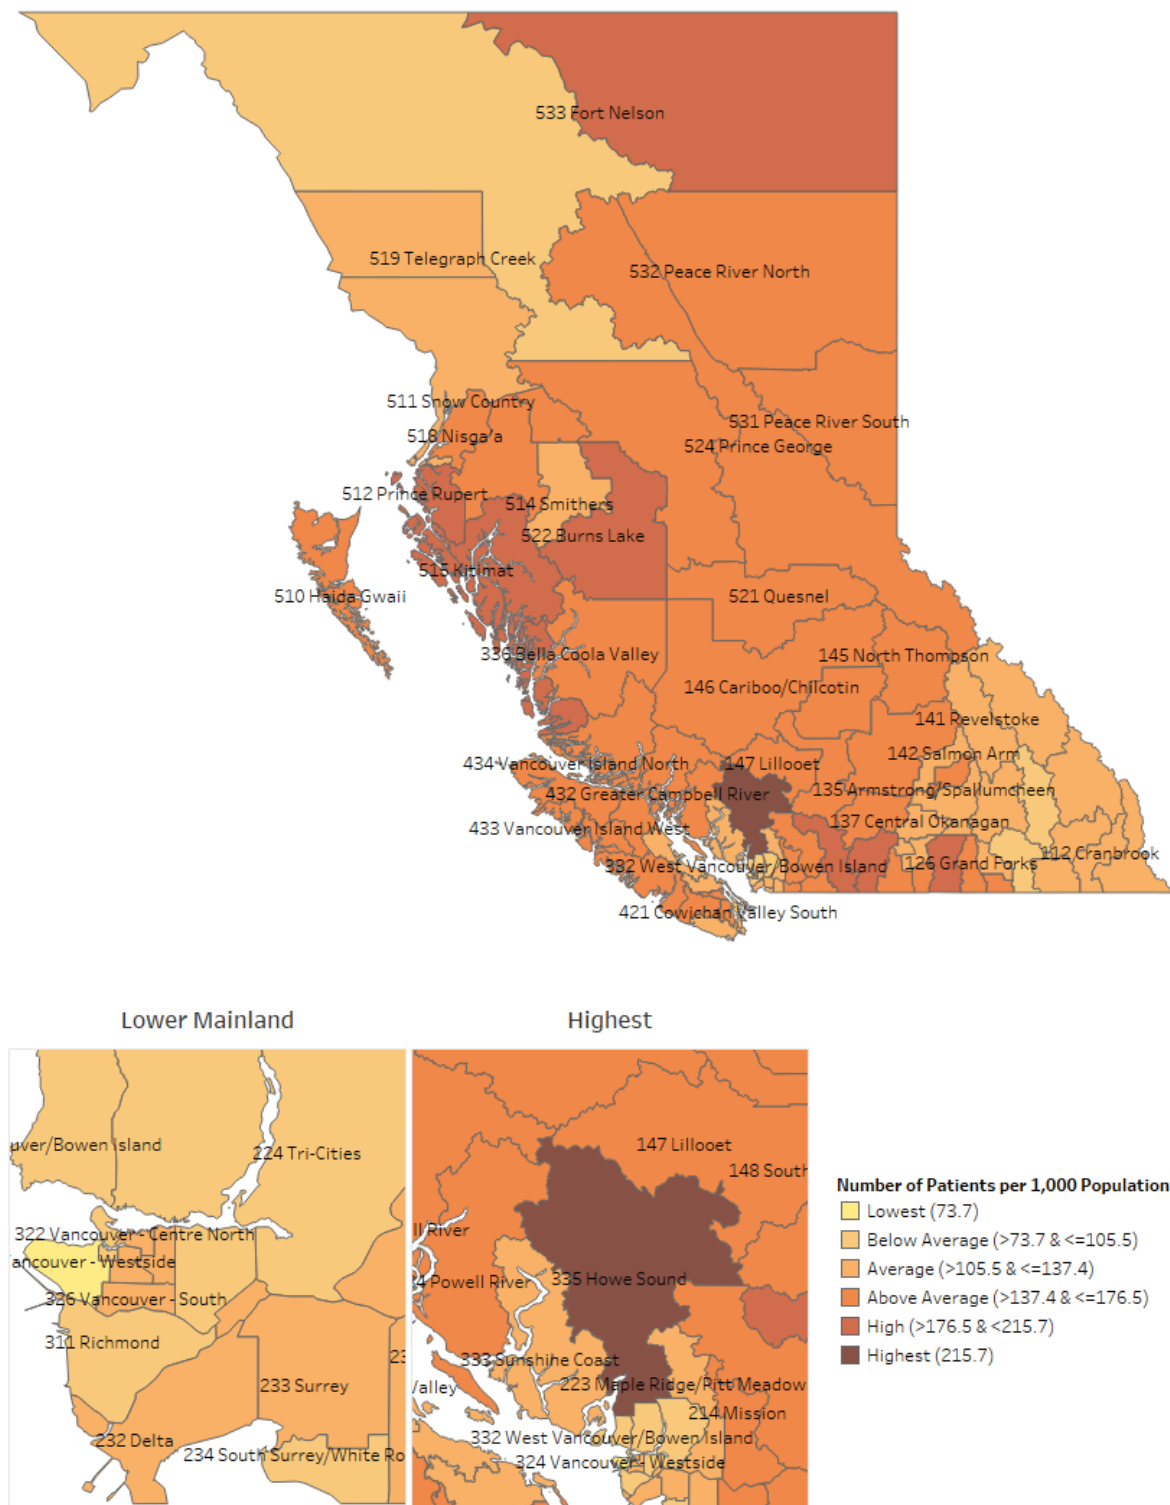 533 Fort Nelson
519 Telegraph Creek
532 Peace River North
511 Snow Country
531 Peace River South
518 Nisga'a
524 Prince George
512 Prince Rupert
514 Smithers
522 Burns Lake
515 Kitimat
510 Haida Gwaii
521 Quesnel
336 Bella Coola Valley
145 North Thompson
146 Cariboo/Chilcotin
141 Revelstoke
142 Salmon Arm
434 Vancouver Island North
147 Lillooet
432 Greater Campbell River
135 Armstrong/Spallumcheen
433 Vancouver Island West
137 Central Okanagan
332 West Vancouver/Bowen Island
126 Grand Forks
112 Cranbrook
421 Cowichan Valley South
Lower Mainland
Highest
uver/Bowen Island
224 Tri-Cities
322 Vancouver - Centre North
ancouver - Westside
326 Vancouver - South
311 Richmond
233 Surrey
23
232 Delta
234 South Surrey/White Ro
147 Lillooet
148 South
ll River
4 Powell River
335 Howe Sound
333 Sunshine Coast
Valley
223 Maple Ridge/Pitt Meadow
214 Mission
332 West Vancouver/Bowen Island
324 Vancouver - Westside
Number of Patients per 1,000 Population
Lowest (73.7)
Below Average (>73.7 & <=105.5)
Average (>105.5 & <=137.4)
Above Average (>137.4 & <=176.5)
High (>176.5 & <215.7)
Highest (215.7)